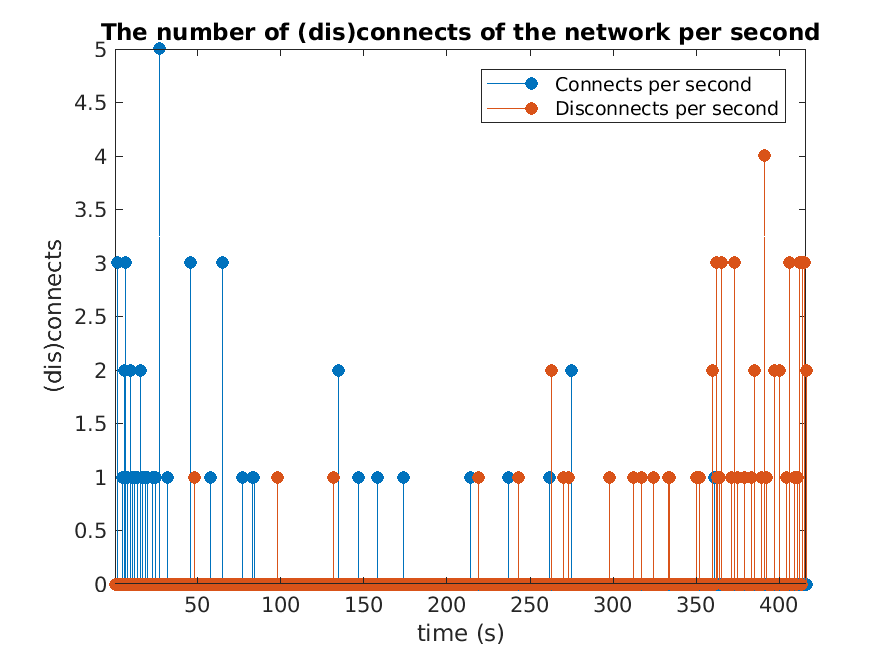 The number of (dis)connects of the network per second
5
4.5
4
3.5
3
2.5
2
1.5
1
0.5
0
(dis)connects
Connects per second
Disconnects per second
50 100 150 200 250 300 350 400
time (s)